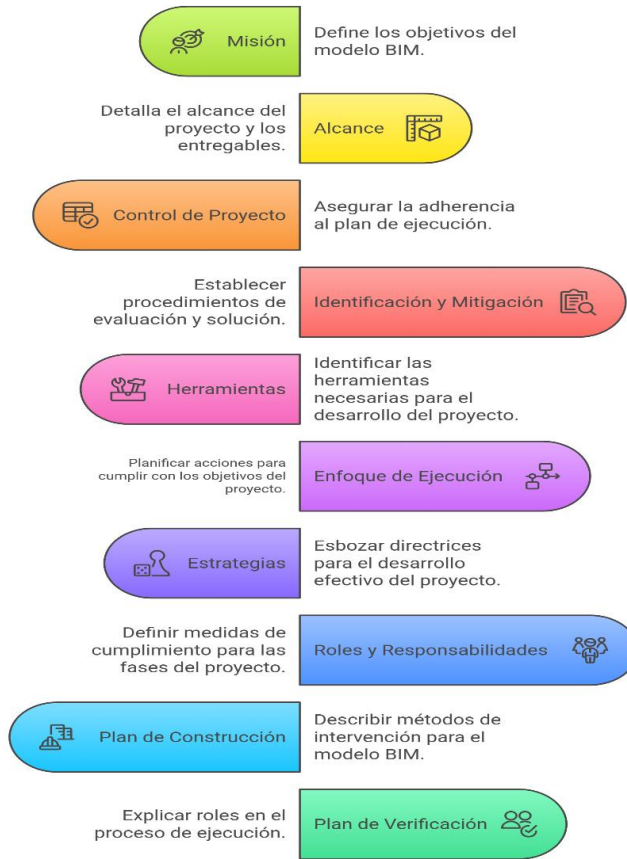 Misión
Define los objetivos del
modelo BIM.
Detalla el alcance del
proyecto y los
entregables.
Alcance
Control de Proyecto
Asegurar la adherencia
al plan de ejecución.
Establecer
procedimientos de
evaluación y solución.
Identificación y Mitigación
Herramientas
Identificar las
herramientas
necesarias para el
desarrollo del proyecto.
Planificar acciones para
cumplir con los objetivos del
proyecto.
Enfoque de Ejecución
Estrategias
Esbozar directrices
para el desarrollo
efectivo del proyecto.
Definir medidas de
cumplimiento para las
fases del proyecto.
Roles y Responsabilidades
Plan de Construcción
Describir métodos de
intervención para el
modelo BIM.
Explicar roles en el
proceso de ejecución.
Plan de Verificación